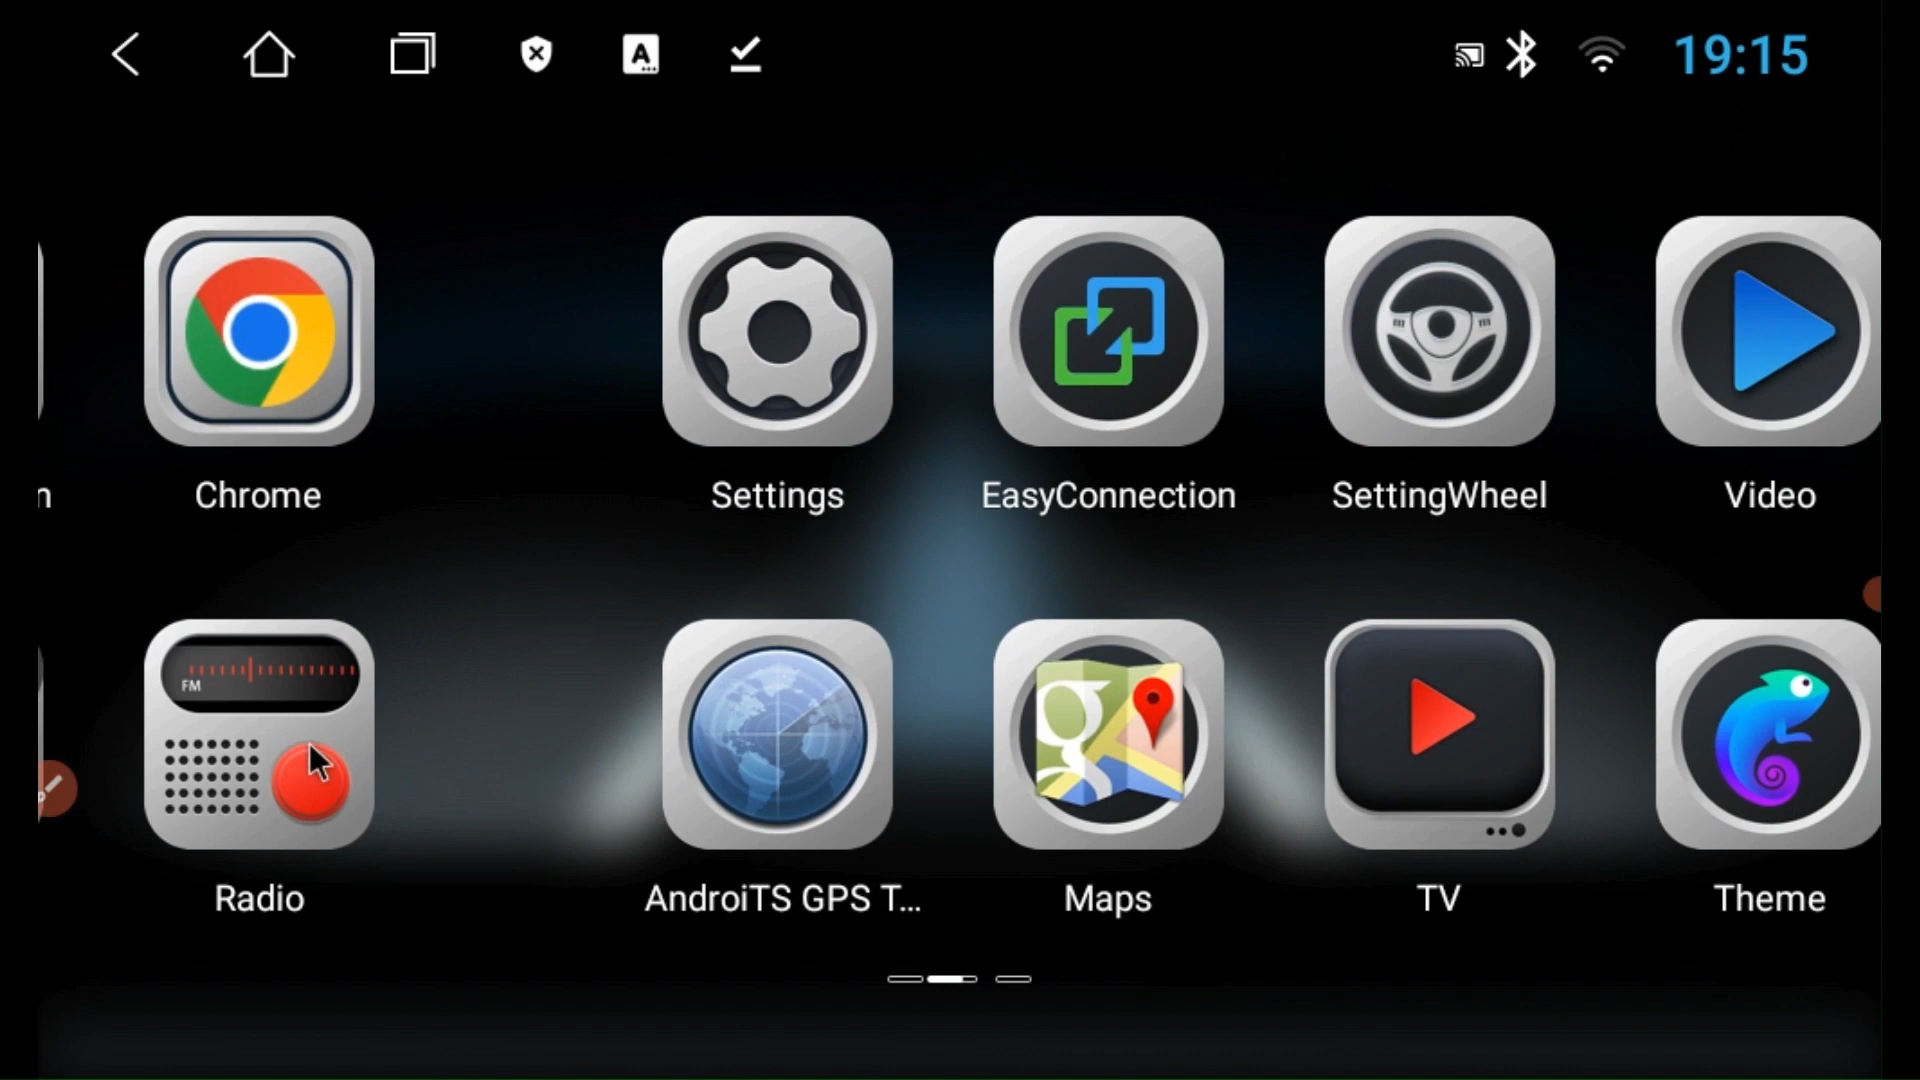 A
19:15
n
Chrome
Settings
EasyConnection
SettingWheel
Video
FM
g
Radio
AndroiTS GPS T...
Maps
TV
Theme